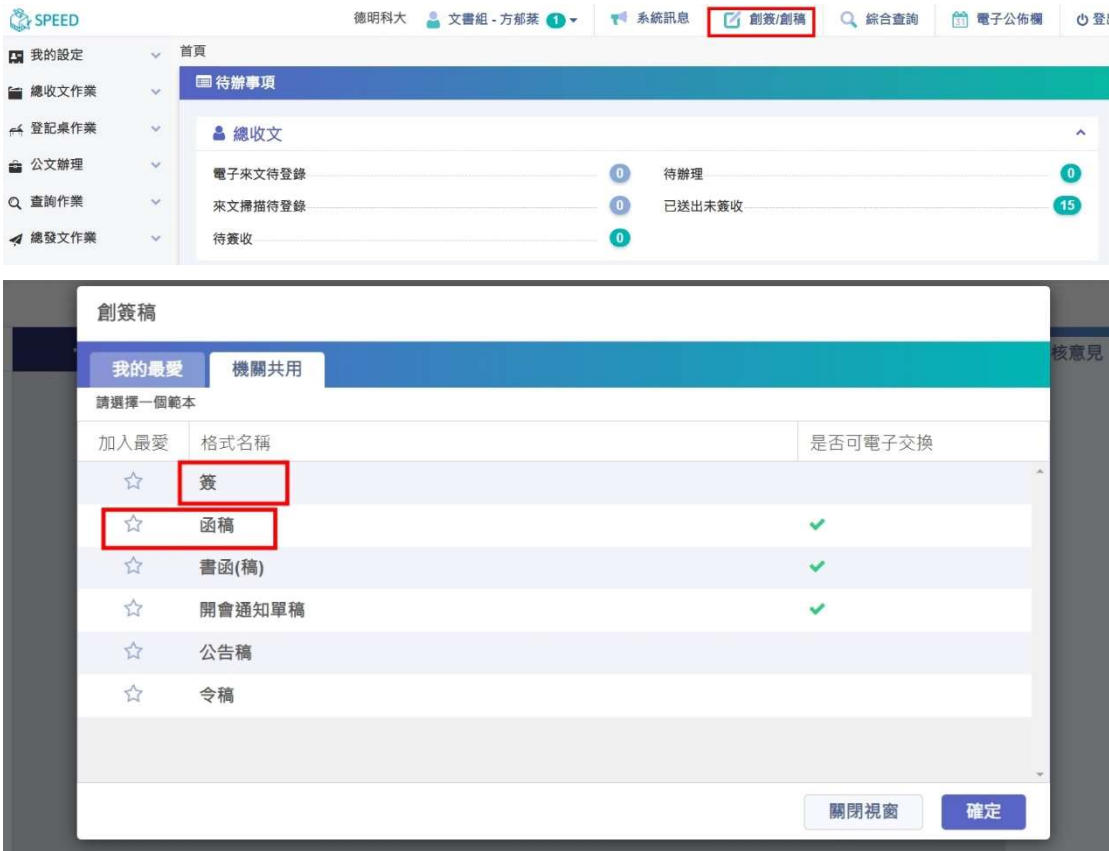 SPEED
德明科大 文書組 - 方郁萊 1 系統訊息 創簽/創稿 綜合查詢 31 電子公佈欄
我的設定
總收文作業
登記桌作業
公文辦理
查詢作業
總發文作業
首頁
待辦事項
總收文
電子來文待登錄 0 待辦理 0
來文掃描待登錄 0 已送出未簽收 15
待簽收 0
創簽稿
核意見
我的最愛 機關共用
請選擇一個範本
加入最愛 格式名稱 是否可電子交換
簽
函稿
書函(稿)
開會通知單稿
公告稿
令稿
關閉視窗 確定